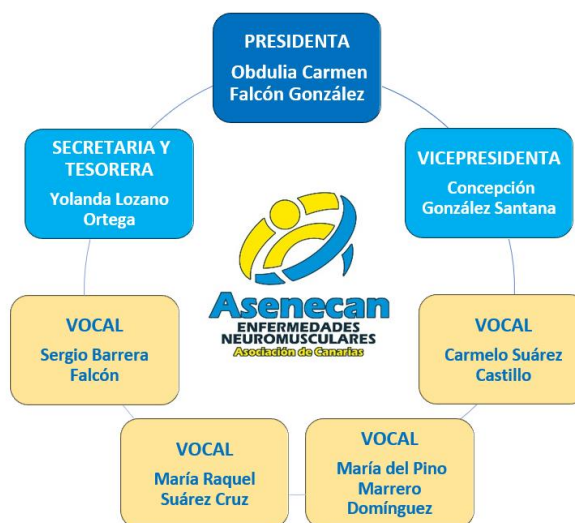 PRESIDENTA
Obdulia Carmen
Falcón González
SECRETARIA Y
TESORERA
Yolanda Lozano
Ortega
VICEPRESIDENTA
Concepción
González Santana
Asenecan
ENFERMEDADES
NEUROMUSCULARES
Asociación de Canarias
VOCAL
Sergio Barrera
Falcón
VOCAL
Carmelo Suárez
Castillo
VOCAL
María Raquel
Suárez Cruz
VOCAL
María del Pino
Marrero
Domínguez